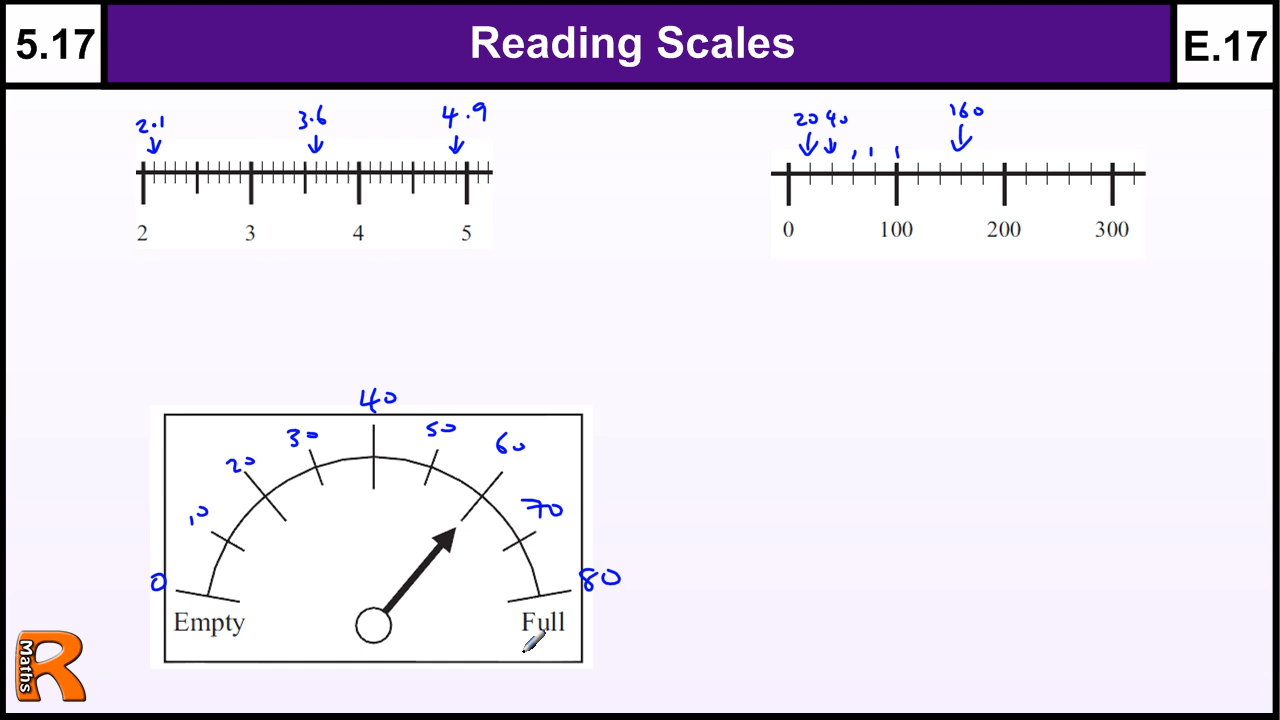 5.17
Reading Scales
E.17
2.1 3.6 4.9
2 3 4 5
20 40 160
0 100 200 300
0 10 20 30 40 50 60 70 80
Empty Full
R Maths